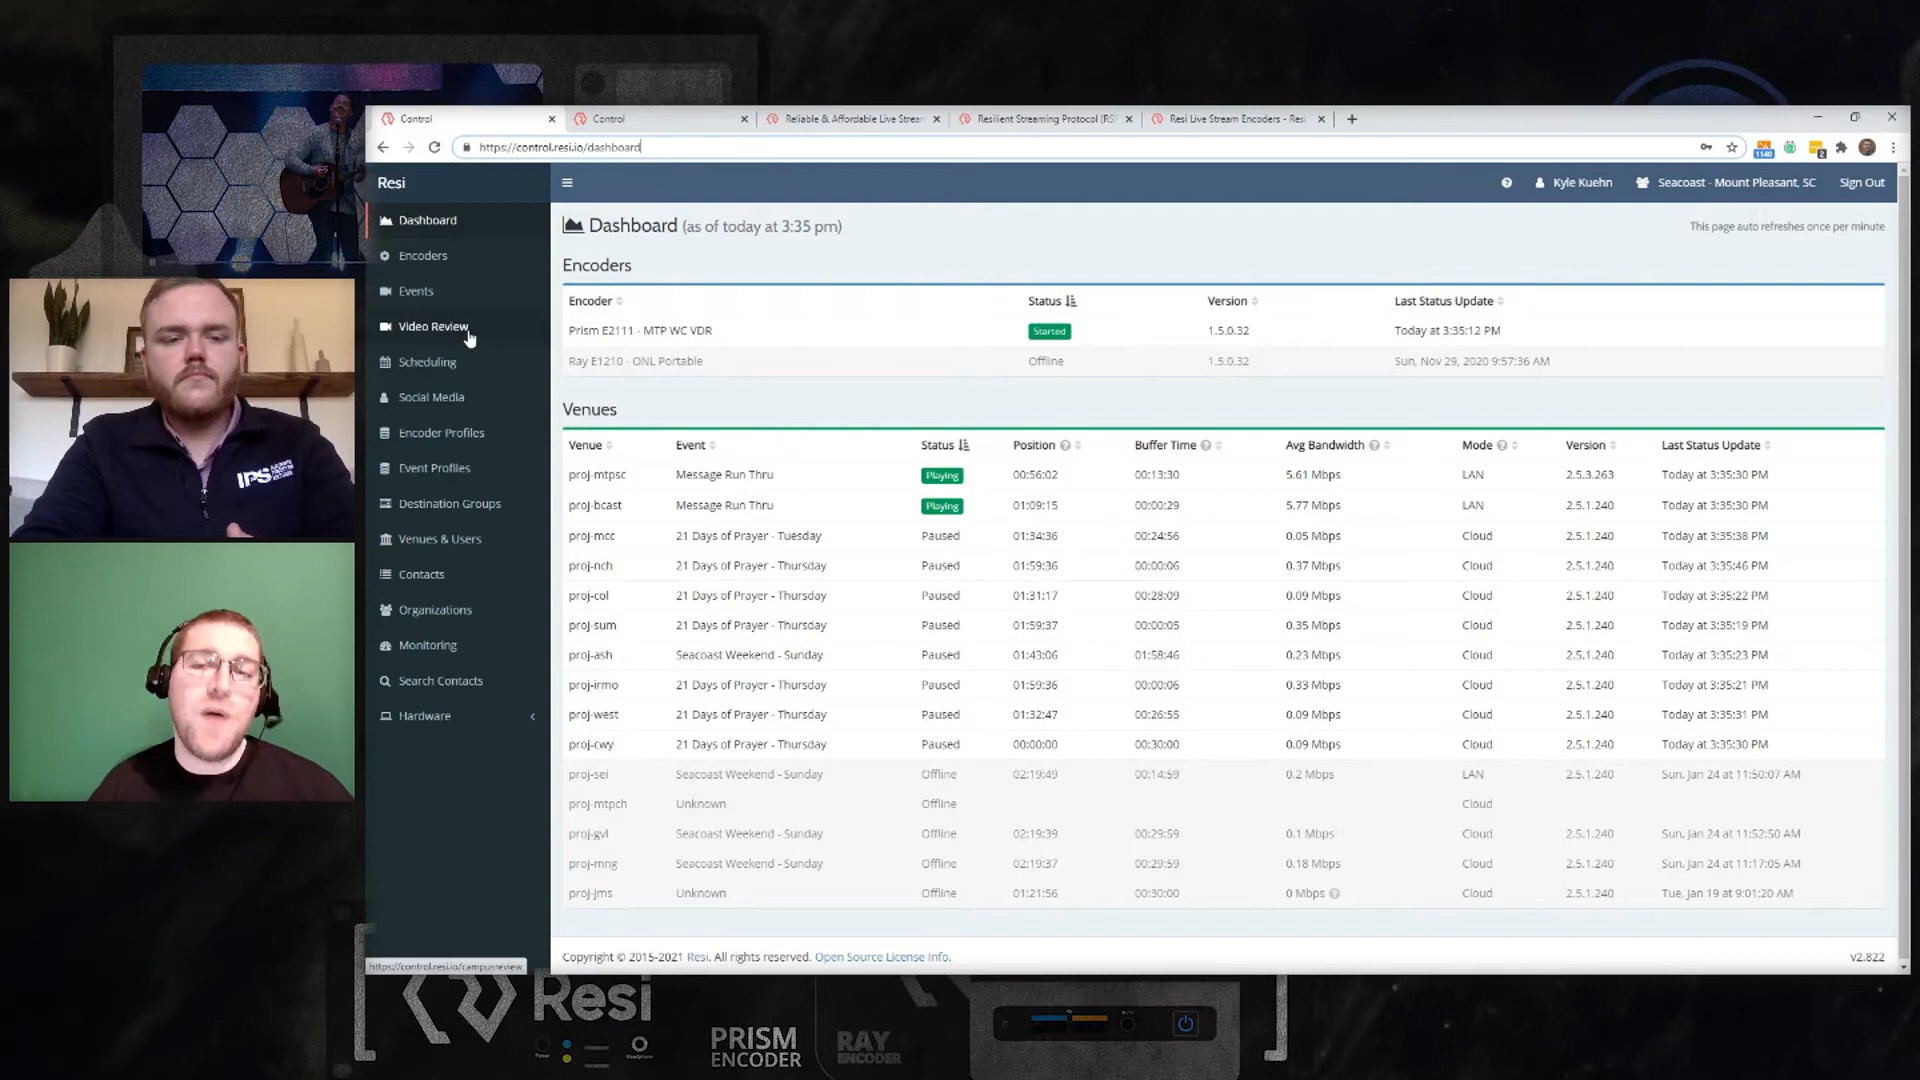 Control
Control
Reliable & Affordable Live Stream
Resilient Streaming Protocol (RSP
Resi Live Stream Encoders - Resi
https://control.resi.io/dashboard
1140
2
Resi
Kyle Kuehn
Seacoast - Mount Pleasant, SC
Sign Out
Dashboard
Encoders
Events
Video Review
Scheduling
Social Media
Encoder Profiles
Event Profiles
Destination Groups
Venues & Users
Contacts
Organizations
Monitoring
Search Contacts
Hardware
https://control.resi.io/campusreview
Dashboard (as of today at 3:35 pm)
This page auto refreshes once per minute
Encoders
Encoder Status Version Last Status Update
Prism E2111 - MTP WC VDR Started 1.5.0.32 Today at 3:35:12 PM
Ray E1210 - ONL Portable Offline 1.5.0.32 Sun, Nov 29, 2020 9:57:36 AM
Venues
Venue Event Status Position Buffer Time Avg Bandwidth Mode Version Last Status Update
proj-mtpsc Message Run Thru Playing 00:56:02 00:13:30 5.61 Mbps LAN 2.5.3.263 Today at 3:35:30 PM
proj-bcast Message Run Thru Playing 01:09:15 00:00:29 5.77 Mbps LAN 2.5.1.240 Today at 3:35:30 PM
proj-mcc 21 Days of Prayer - Tuesday Paused 01:34:36 00:24:56 0.05 Mbps Cloud 2.5.1.240 Today at 3:35:38 PM
proj-nch 21 Days of Prayer - Thursday Paused 01:59:36 00:00:06 0.37 Mbps Cloud 2.5.1.240 Today at 3:35:46 PM
proj-col 21 Days of Prayer - Thursday Paused 01:31:17 00:28:09 0.09 Mbps Cloud 2.5.1.240 Today at 3:35:22 PM
proj-sum 21 Days of Prayer - Thursday Paused 01:59:37 00:00:05 0.35 Mbps Cloud 2.5.1.240 Today at 3:35:19 PM
proj-ash Seacoast Weekend - Sunday Paused 01:43:06 01:58:46 0.23 Mbps Cloud 2.5.1.240 Today at 3:35:23 PM
proj-irmo 21 Days of Prayer - Thursday Paused 01:59:36 00:00:06 0.33 Mbps Cloud 2.5.1.240 Today at 3:35:21 PM
proj-west 21 Days of Prayer - Thursday Paused 01:32:47 00:26:55 0.09 Mbps Cloud 2.5.1.240 Today at 3:35:31 PM
proj-cwy 21 Days of Prayer - Thursday Paused 00:00:00 00:30:00 0.09 Mbps Cloud 2.5.1.240 Today at 3:35:30 PM
proj-sei Seacoast Weekend - Sunday Offline 02:19:49 00:14:59 0.2 Mbps LAN 2.5.1.240 Sun, Jan 24 at 11:50:07 AM
proj-mtpch Unknown Offline Cloud
proj-gvl Seacoast Weekend - Sunday Offline 02:19:39 00:29:59 0.1 Mbps Cloud 2.5.1.240 Sun, Jan 24 at 11:52:50 AM
proj-mng Seacoast Weekend - Sunday Offline 02:19:37 00:29:59 0.18 Mbps Cloud 2.5.1.240 Sun, Jan 24 at 11:17:05 AM
proj-jms Unknown Offline 01:21:56 00:30:00 0 Mbps Cloud 2.5.1.240 Tue, Jan 19 at 9:01:20 AM
Copyright © 2015-2021 Resi. All rights reserved. Open Source License Info.
v2.822
IPS
Resi
PRISM
ENCODER
RAY
ENCODER